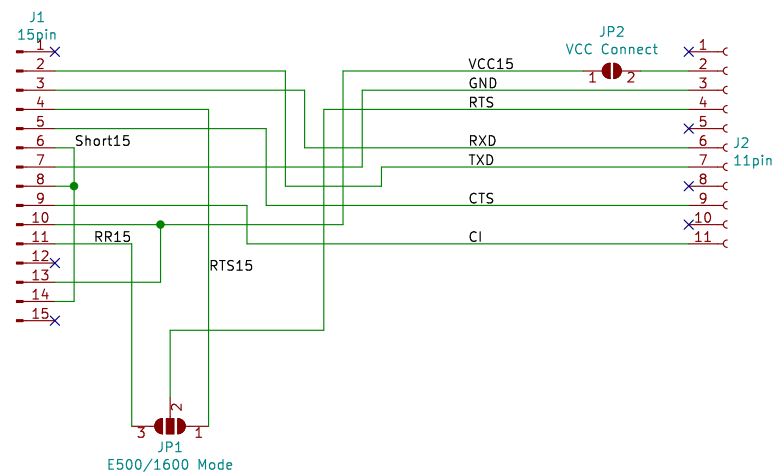 J1
15pin
1
2
3
4
5
6
7
8
9
10
11
12
13
14
15
Short15
RR15
RTS15
3
2
1
JP1
E500/1600 Mode
JP2
VCC Connect
1
2
VCC15
GND
RTS
RXD
TXD
CTS
CI
1
2
3
4
5
6
7
8
9
10
11
J2
11pin